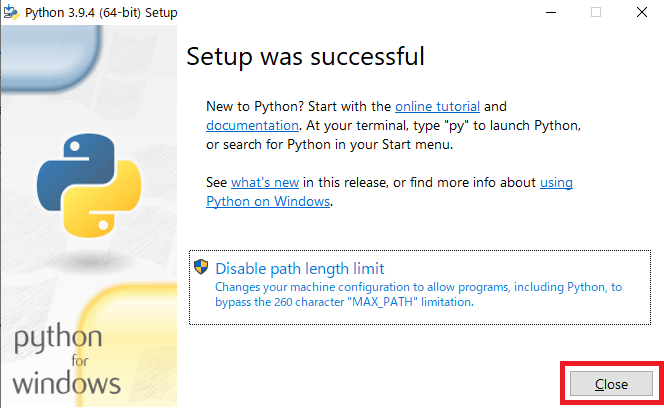 Python 3.9.4 (64-bit) Setup
Setup was successful
New to Python? Start with the online tutorial and
documentation. At your terminal, type "py" to launch Python,
or search for Python in your Start menu.
See what's new in this release, or find more info about using
Python on Windows.
Disable path length limit
Changes your machine configuration to allow programs, including Python, to
bypass the 260 character "MAX_PATH" limitation.
python
for
windows
Close